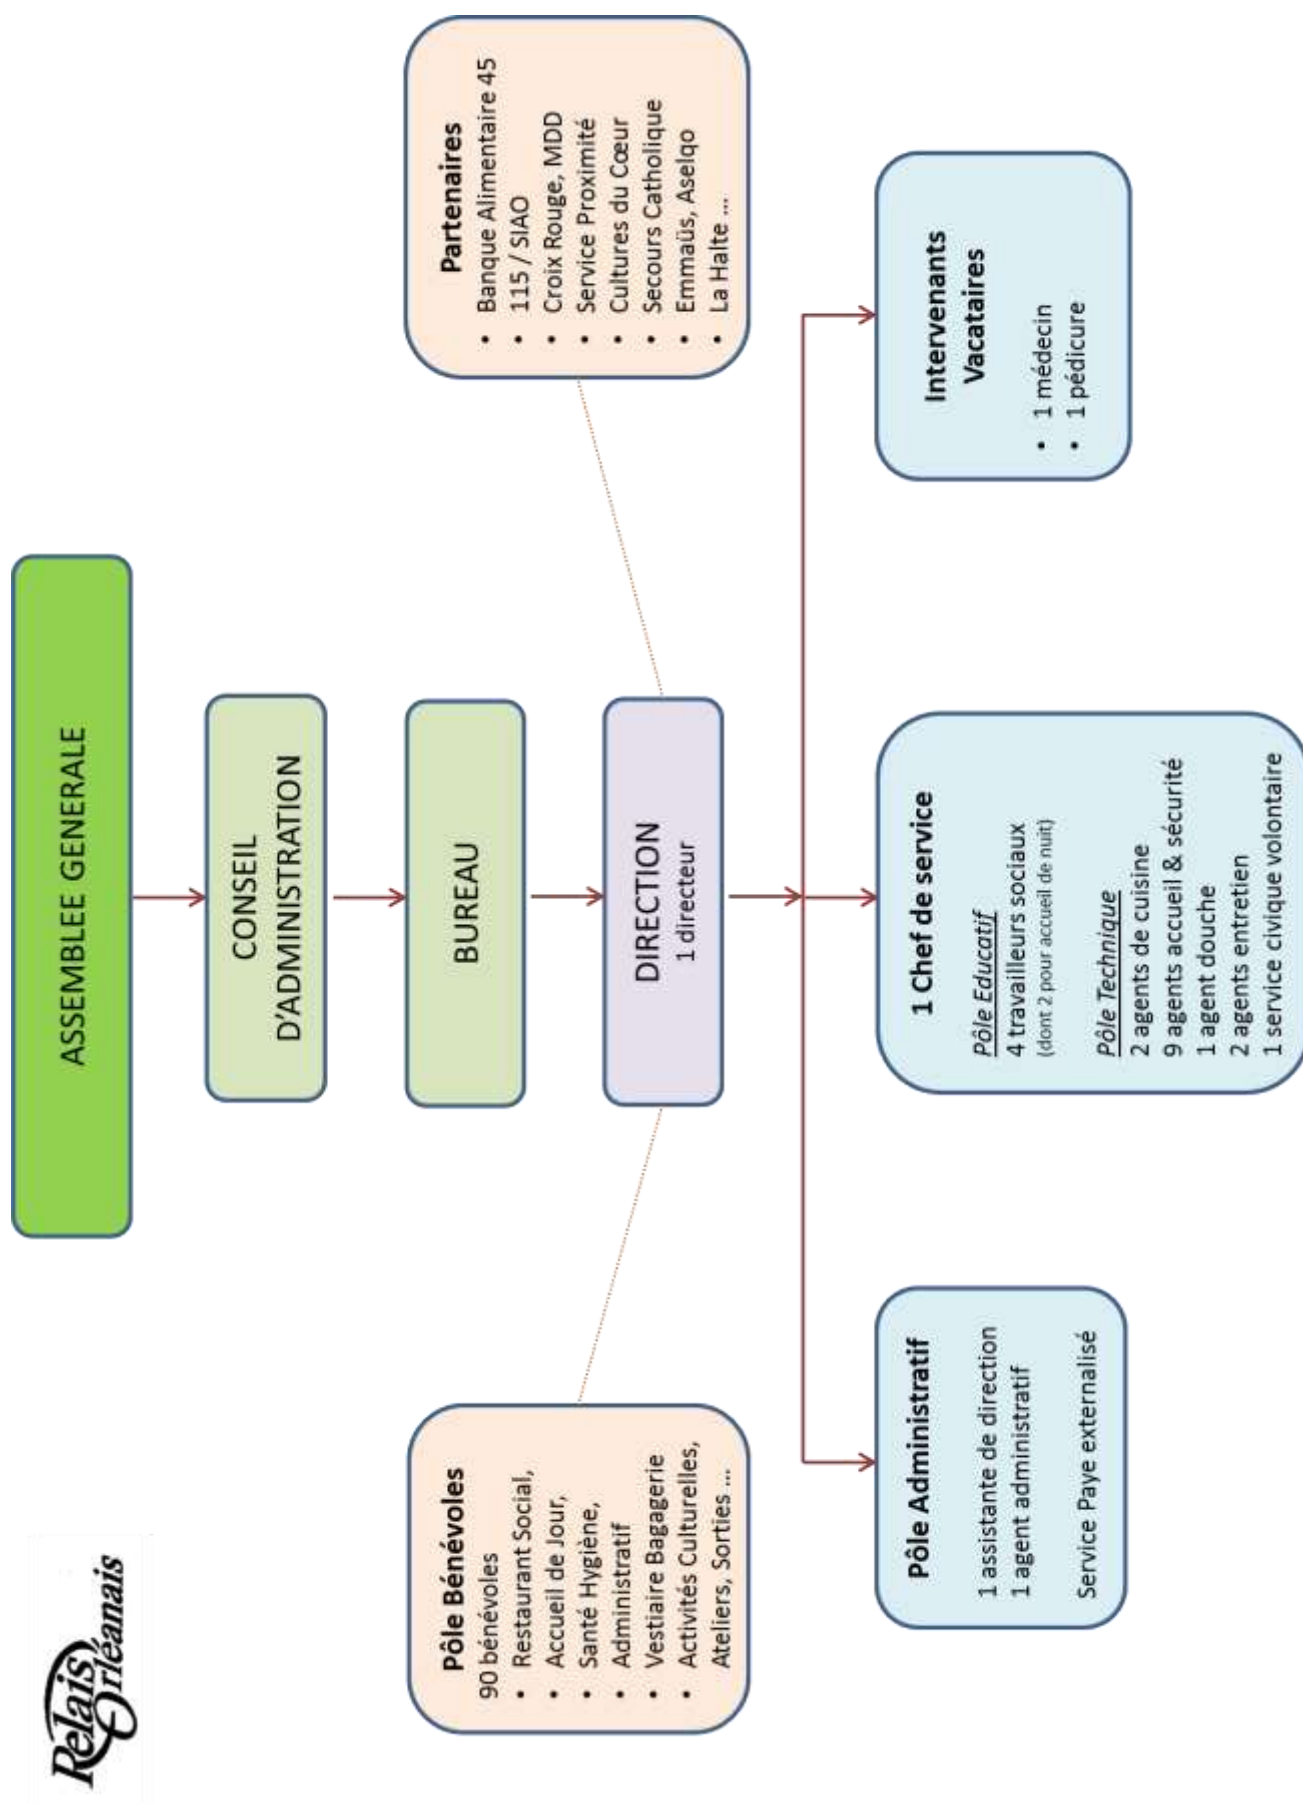 Relais
Orléanais
ASSEMBLEE GENERALE
CONSEIL
D'ADMINISTRATION
BUREAU
DIRECTION
1 directeur
Pôle Bénévoles
90 bénévoles
• Restaurant Social,
• Accueil de Jour,
• Santé Hygiène,
• Administratif
• Vestiaire Bagagerie
• Activités Culturelles,
Ateliers, Sorties ...
Partenaires
• Banque Alimentaire 45
• 115 / SIAO
• Croix Rouge, MDD
• Service Proximité
• Cultures du Cœur
• Secours Catholique
• Emmaüs, Aselqo
• La Halte ...
Pôle Administratif
1 assistante de direction
1 agent administratif
Service Paye externalisé
1 Chef de service
Pôle Educatif
4 travailleurs sociaux
(dont 2 pour accueil de nuit)
Pôle Technique
2 agents de cuisine
9 agents accueil & sécurité
1 agent douche
2 agents entretien
1 service civique volontaire
Intervenants
Vacataires
• 1 médecin
• 1 pédicure